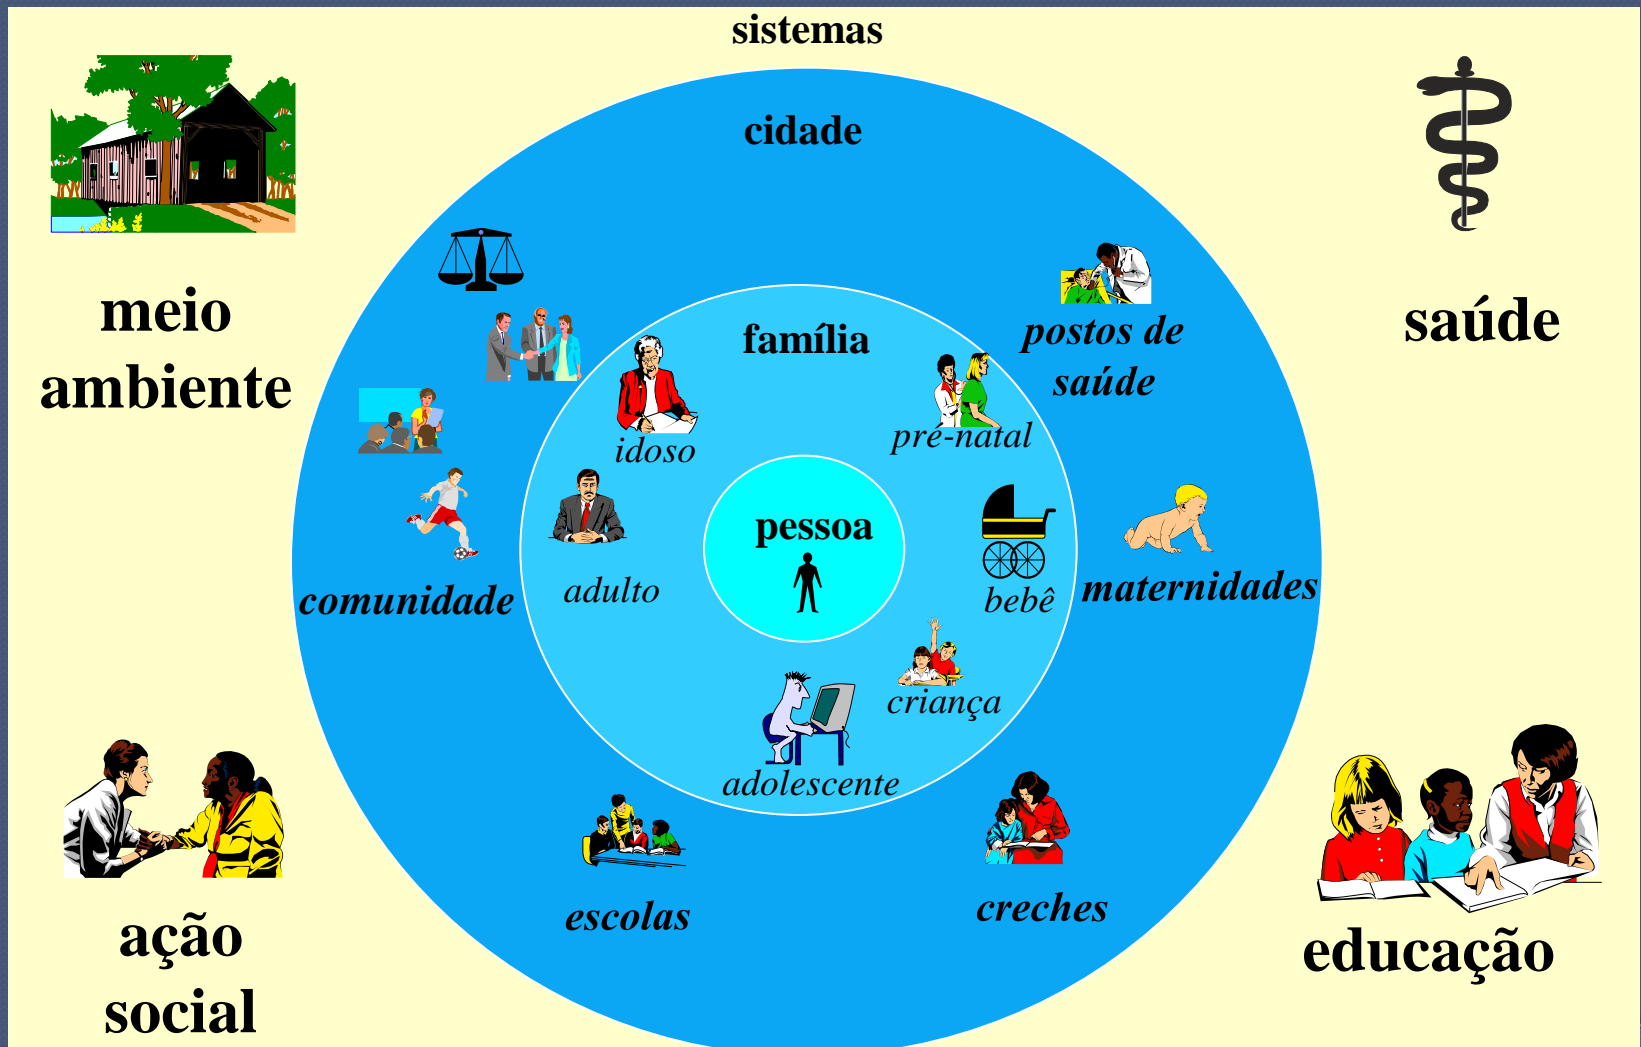 sistemas
cidade
meio
ambiente
saúde
família
postos de
saúde
idoso
pré-natal
pessoa
adulto
bebê
comunidade
maternidades
criança
adolescente
escolas
creches
ação
social
educação